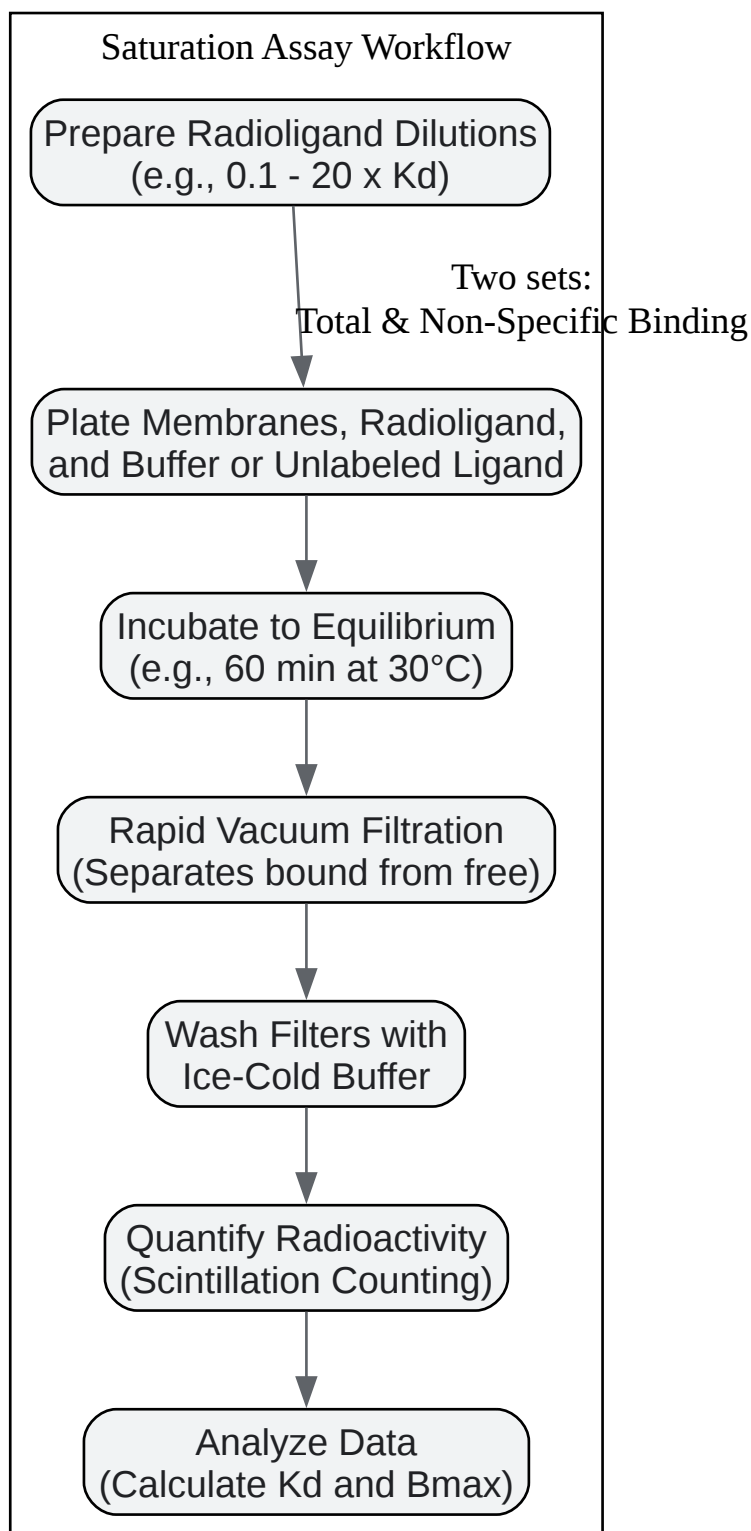 Saturation Assay Workflow
Prepare Radioligand Dilutions
(e.g., 0.1 - 20 x Kd)
Two sets:
Total & Non-Specific Binding
Plate Membranes, Radioligand,
and Buffer or Unlabeled Ligand
Incubate to Equilibrium
(e.g., 60 min at 30°C)
Rapid Vacuum Filtration
(Separates bound from free)
Wash Filters with
Ice-Cold Buffer
Quantify Radioactivity
(Scintillation Counting)
Analyze Data
(Calculate Kd and Bmax)